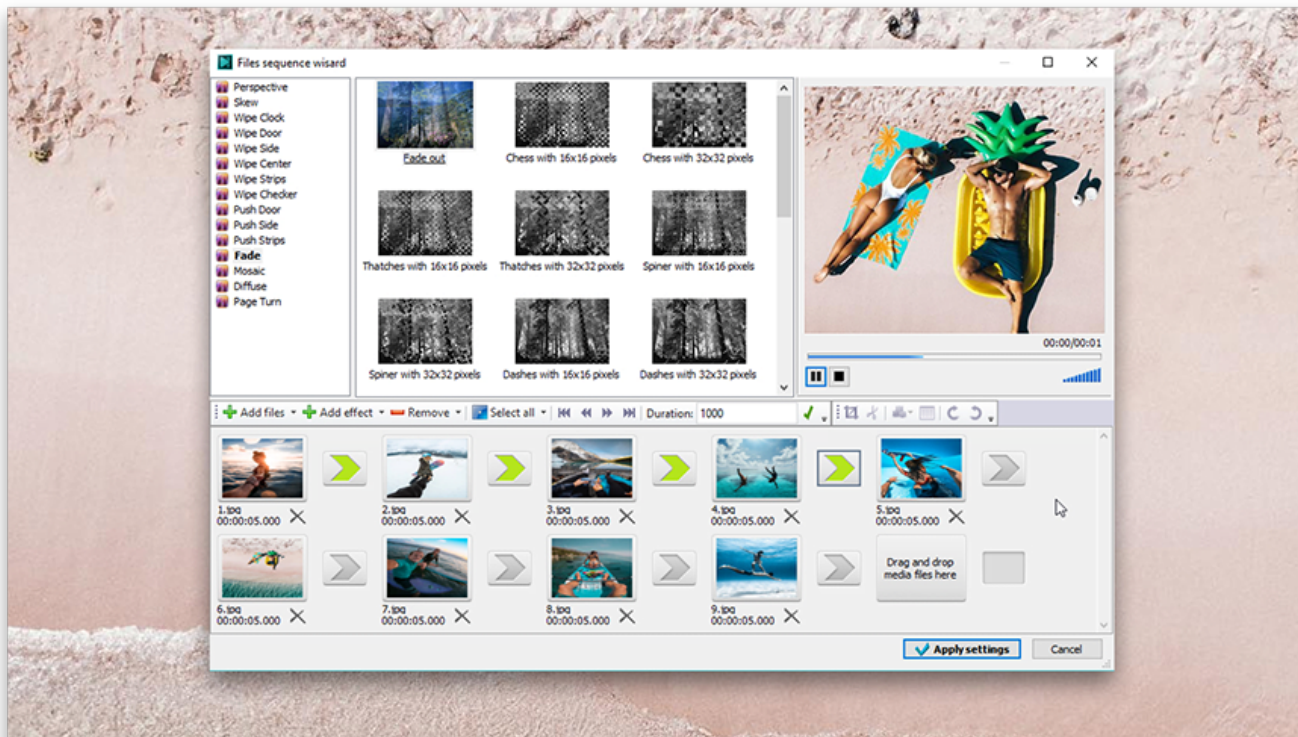 Files sequence wisard
Perspective
Skew
Wipe Clock
Wipe Door
Wipe Side
Wipe Center
Wipe Strips
Wipe Checker
Push Door
Push Side
Push Strips
Fade
Mosaic
Diffuse
Page Turn
Fade out
Chess with 16x16 pixels
Chess with 32x32 pixels
Thatches with 16x16 pixels
Thatches with 32x32 pixels
Spiner with 16x16 pixels
Spiner with 32x32 pixels
Dashes with 16x16 pixels
Dashes with 32x32 pixels
00:00/00:01
Add files
Add effect
Remove
Select all
Duration: 1000
1.jpg
00:00:05.000
2.jpg
00:00:05.000
3.jpg
00:00:05.000
4.jpg
00:00:05.000
5.jpg
00:00:05.000
6.jpg
00:00:05.000
7.jpg
00:00:05.000
8.jpg
00:00:05.000
9.jpg
00:00:05.000
Drag and drop
media files here
Apply settings
Cancel